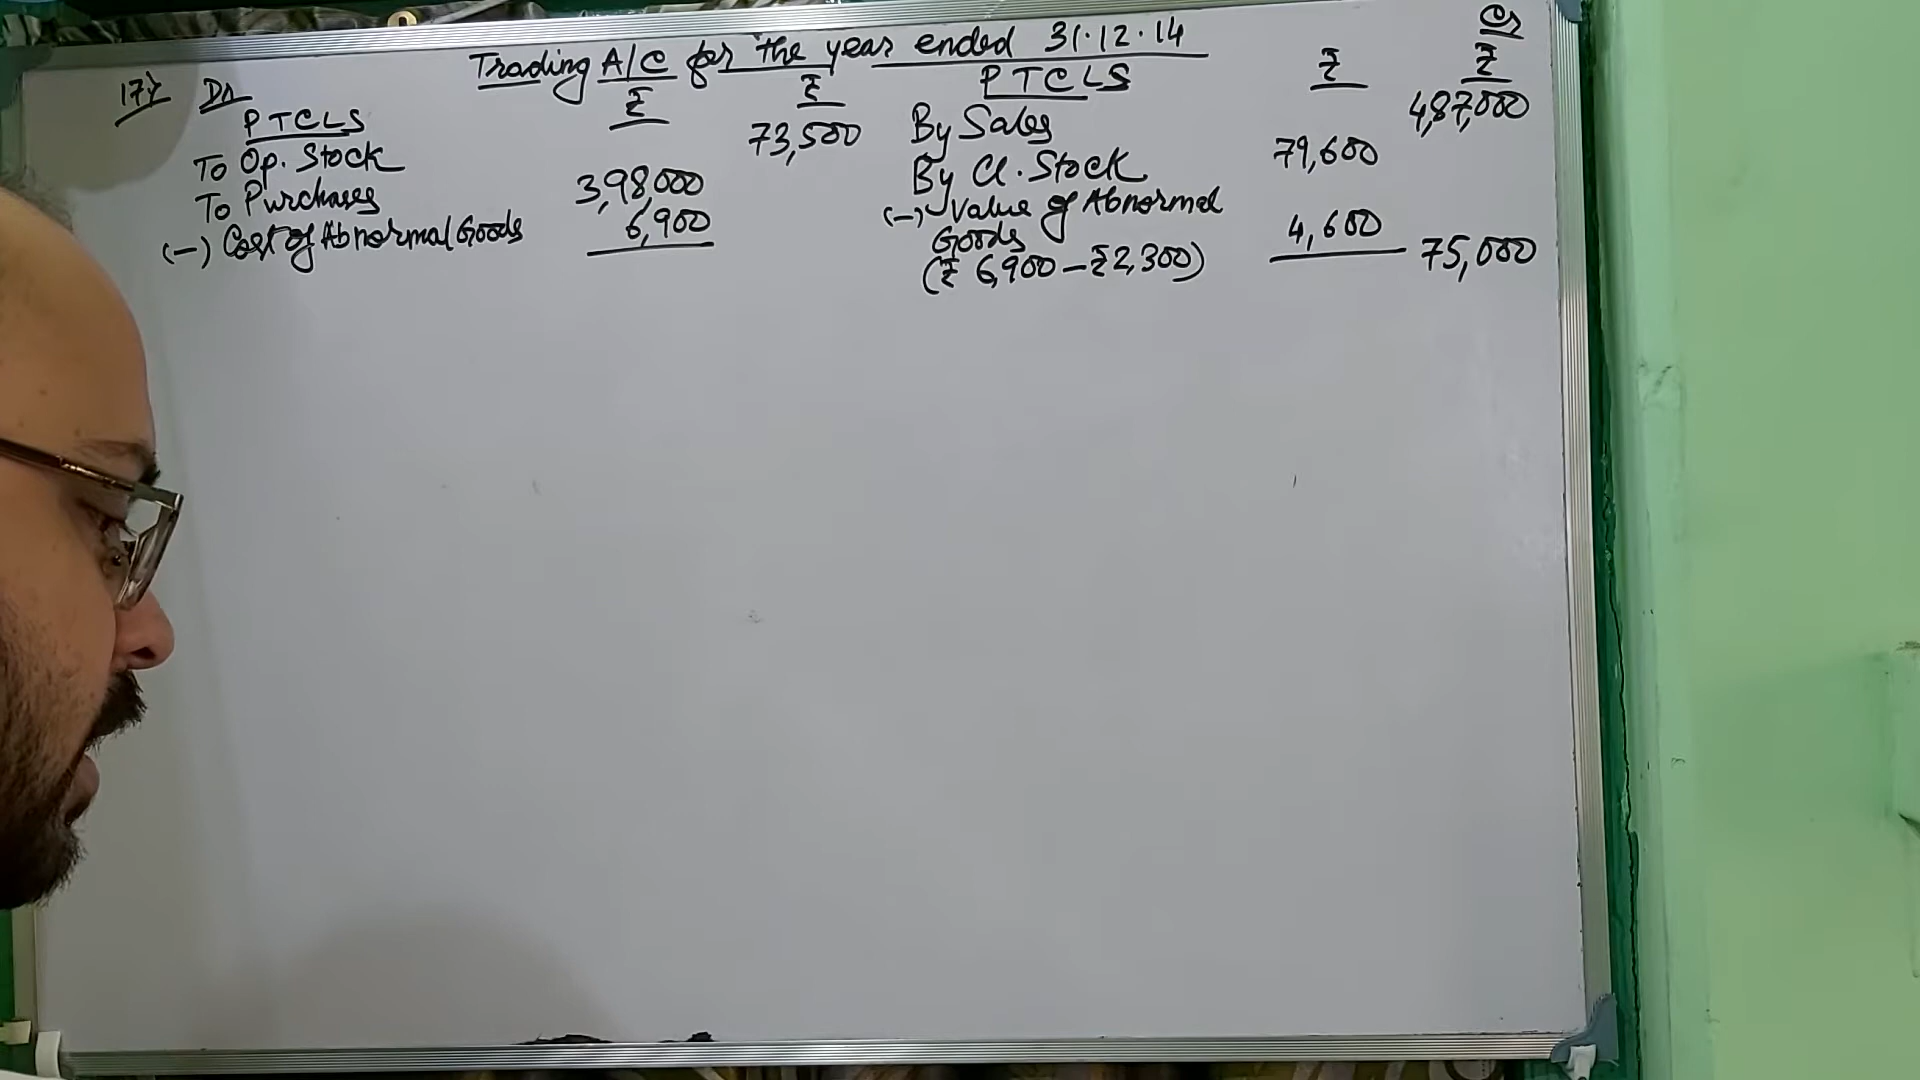 17) Dr Trading A/C for the year ended 31.12.14 Cr
PTCLS ₹ ₹ PTCLS ₹ ₹
To Op. Stock 73,500 By Sales 4,87,000
To Purchases 3,98,000 By Cl. Stock 79,600
(-) Cost of Abnormal Goods 6,900 (-) Value of Abnormal
Goods 4,600 75,000
(₹ 6,900 - ₹2,300)